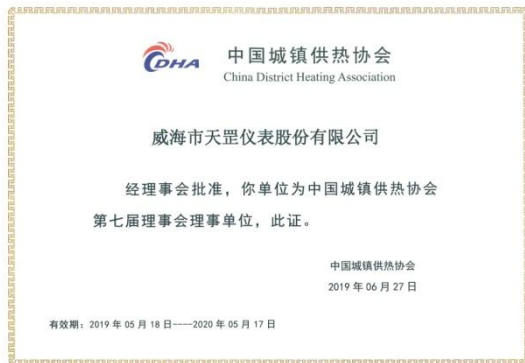 CDHA
中国城镇供热协会
China District Heating Association
威海市天罡仪表股份有限公司
经理事会批准，你单位为中国城镇供热协会
第七届理事会理事单位，此证。
中国城镇供热协会
2019 年 06 月 27 日
有效期：2019 年 05 月 18 日----2020 年 05 月 17 日